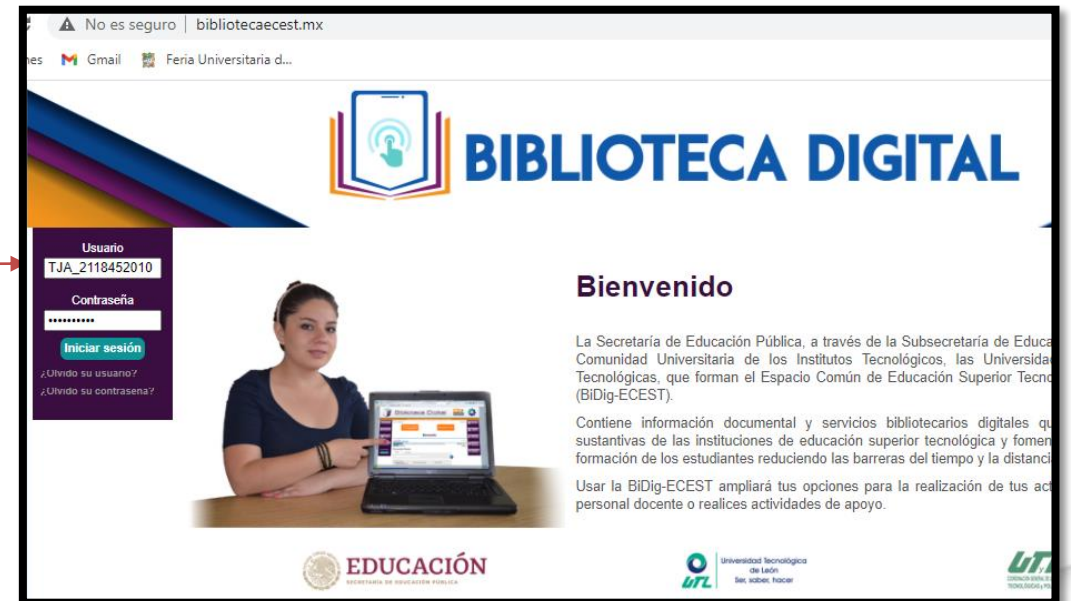 No es seguro | bibliotecaecest.mx
nes Gmail Feria Universitaria d...
BIBLIOTECA DIGITAL
Usuario
TJA_2118452010
Contraseña
••••••••••
Iniciar sesión
¿Olvido su usuario?
¿Olvido su contrasena?
Bienvenido
La Secretaría de Educación Pública, a través de la Subsecretaría de Educa
Comunidad Universitaria de los Institutos Tecnológicos, las Universida
Tecnológicas, que forman el Espacio Común de Educación Superior Tecno
(BiDig-ECEST).
Contiene información documental y servicios bibliotecarios digitales qu
sustantivas de las instituciones de educación superior tecnológica y fomen
formación de los estudiantes reduciendo las barreras del tiempo y la distanci
Usar la BiDig-ECEST ampliará tus opciones para la realización de tus act
personal docente o realices actividades de apoyo.
EDUCACIÓN
SECRETARÍA DE EDUCACIÓN PÚBLICA
UTL
Universidad Tecnológica
de León
Ser, saber, hacer